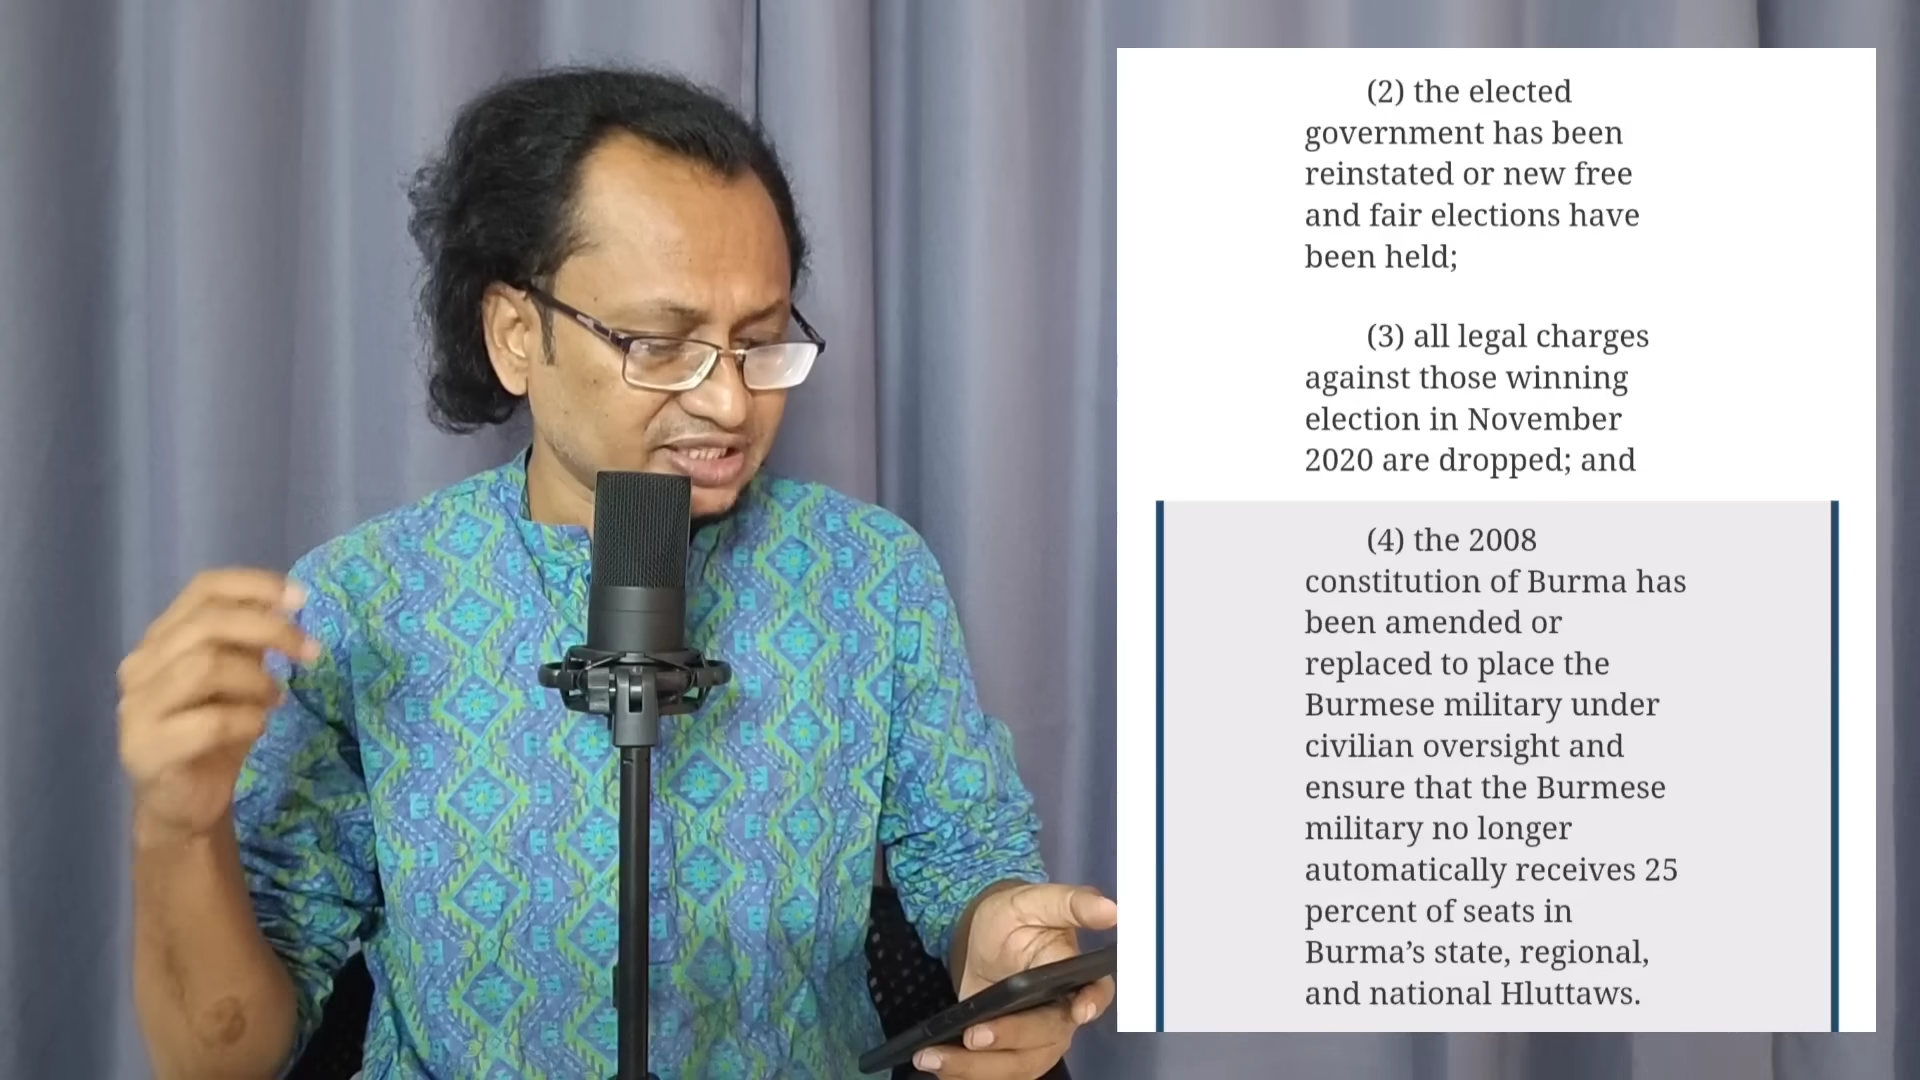 (2) the elected
government has been
reinstated or new free
and fair elections have
been held;
(3) all legal charges
against those winning
election in November
2020 are dropped; and
(4) the 2008
constitution of Burma has
been amended or
replaced to place the
Burmese military under
civilian oversight and
ensure that the Burmese
military no longer
automatically receives 25
percent of seats in
Burma’s state, regional,
and national Hluttaws.